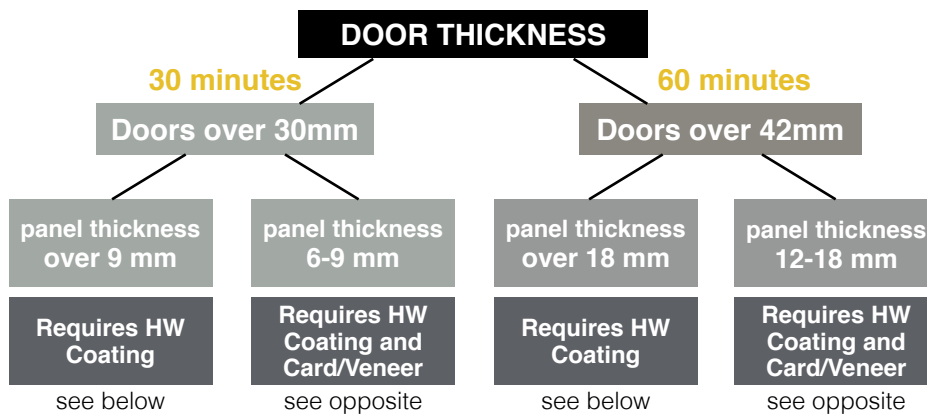 DOOR THICKNESS
30 minutes
60 minutes
Doors over 30mm
Doors over 42mm
panel thickness
over 9 mm
panel thickness
6-9 mm
panel thickness
over 18 mm
panel thickness
12-18 mm
Requires HW
Coating
Requires HW
Coating and
Card/Veneer
Requires HW
Coating
Requires HW
Coating and
Card/Veneer
see below
see opposite
see below
see opposite